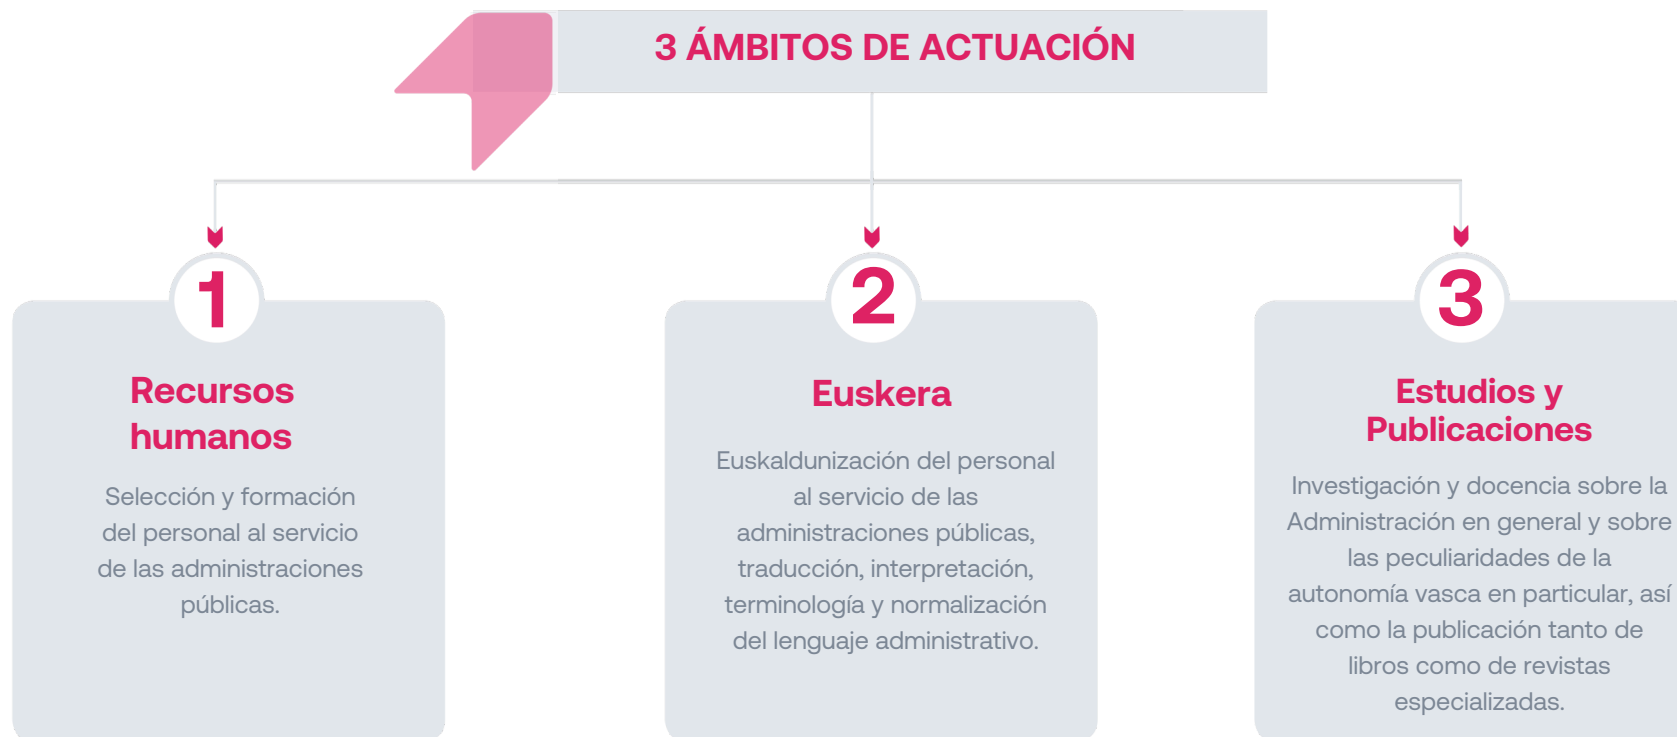 3 ÁMBITOS DE ACTUACIÓN
1
Recursos
humanos
Selección y formación
del personal al servicio
de las administraciones
públicas.
2
Euskera
Euskaldunización del personal
al servicio de las
administraciones públicas,
traducción, interpretación,
terminología y normalización
del lenguaje administrativo.
3
Estudios y
Publicaciones
Investigación y docencia sobre la
Administración en general y sobre
las peculiaridades de la
autonomía vasca en particular, así
como la publicación tanto de
libros como de revistas
especializadas.